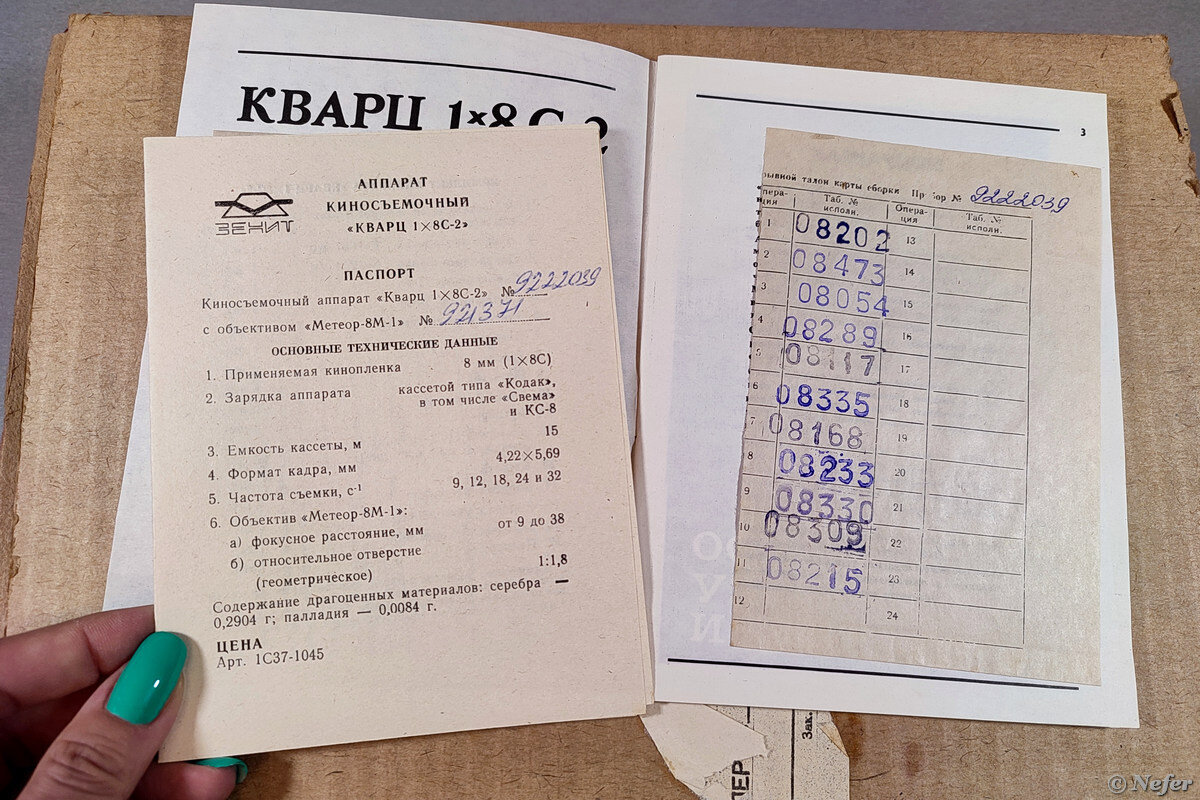 КВАРЦ 1×8С-2
АППАРАТ
КИНОСЪЕМОЧНЫЙ
«КВАРЦ 1×8С-2»
ЗЕНИТ
ПАСПОРТ
Киносъемочный аппарат «Кварц 1×8С-2» № 9222039
с объективом «Метеор-8М-1» № 921371
ОСНОВНЫЕ ТЕХНИЧЕСКИЕ ДАННЫЕ
1. Применяемая кинопленка 8 мм (1×8С)
2. Зарядка аппарата кассетой типа «Кодак»,
в том числе «Свема»
и КС-8
3. Емкость кассеты, м 15
4. Формат кадра, мм 4,22×5,69
5. Частота съемки, с-1 9, 12, 18, 24 и 32
6. Объектив «Метеор-8М-1»:
а) фокусное расстояние, мм от 9 до 38
б) относительное отверстие
(геометрическое) 1:1,8
Содержание драгоценных материалов: серебра —
0,2904 г; палладия — 0,0084 г.
ЦЕНА
Арт. 1С37-1045
3
рывной талон карты сборки Прибор № 9222039
опера-
ция
Таб. №
исполн.
Опера-
ция
Таб. №
исполн.
1 08202 13
2 08473 14
3 08054 15
4 08289 16
5 08117 17
6 08335 18
7 08168 19
8 08233 20
9 08330 21
10 08309 22
11 08215 23
12 24
ПЕР
Зак.
© Nefer